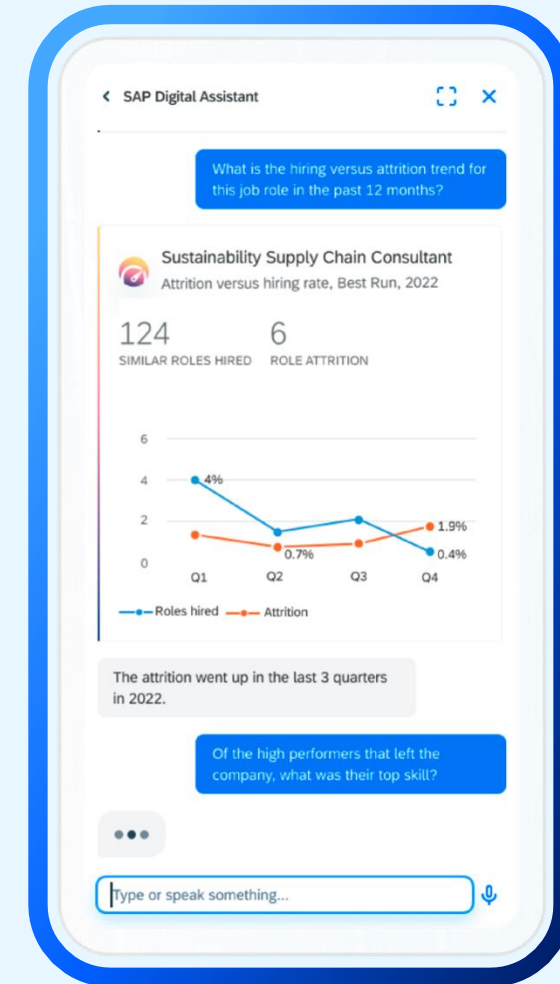 SAP Digital Assistant
What is the hiring versus attrition trend for
this job role in the past 12 months?
Sustainability Supply Chain Consultant
Attrition versus hiring rate, Best Run, 2022
124
SIMILAR ROLES HIRED
6
ROLE ATTRITION
6
4
4%
2
1.9%
0.7%
0.4%
0
Q1
Q2
Q3
Q4
Roles hired
Attrition
The attrition went up in the last 3 quarters
in 2022.
Of the high performers that left the
company, what was their top skill?
Type or speak something...